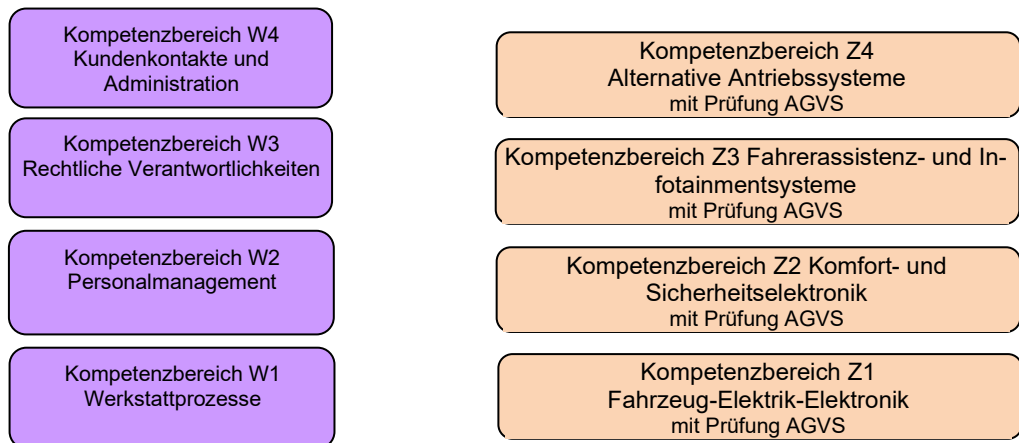 Kompetenzbereich W4
Kundenkontakte und
Administration
Kompetenzbereich W3
Rechtliche Verantwortlichkeiten
Kompetenzbereich W2
Personalmanagement
Kompetenzbereich W1
Werkstattprozesse
Kompetenzbereich Z4
Alternative Antriebssysteme
mit Prüfung AGVS
Kompetenzbereich Z3 Fahrerassistenz- und In-
fotainmentsysteme
mit Prüfung AGVS
Kompetenzbereich Z2 Komfort- und
Sicherheitselektronik
mit Prüfung AGVS
Kompetenzbereich Z1
Fahrzeug-Elektrik-Elektronik
mit Prüfung AGVS